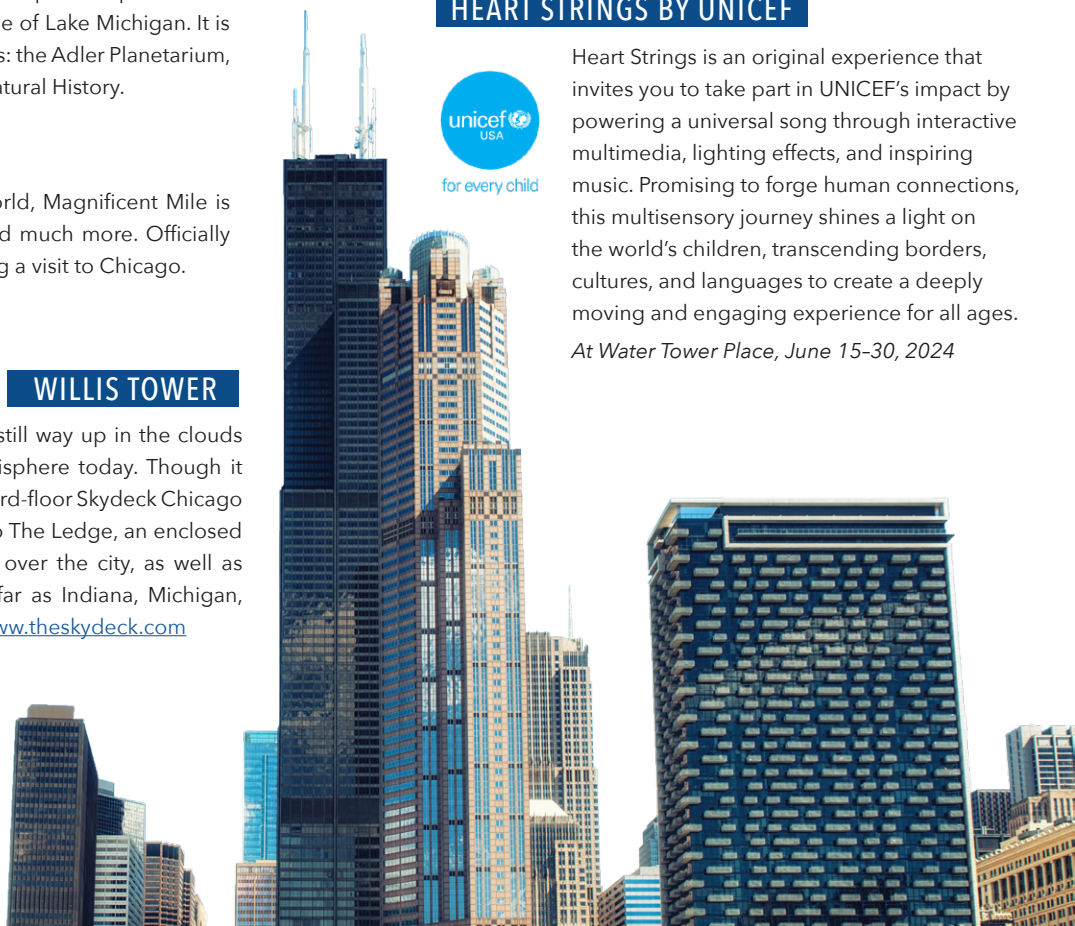 e of Lake Michigan. It is
s: the Adler Planetarium,
atural History.
orld, Magnificent Mile is
d much more. Officially
g a visit to Chicago.
WILLIS TOWER
still way up in the clouds
isphere today. Though it
rd-floor Skydeck Chicago
o The Ledge, an enclosed
over the city, as well as
far as Indiana, Michigan,
ww.theskydeck.com
HEART STRINGS BY UNICEF
unicef
USA
for every child
Heart Strings is an original experience that
invites you to take part in UNICEF’s impact by
powering a universal song through interactive
multimedia, lighting effects, and inspiring
music. Promising to forge human connections,
this multisensory journey shines a light on
the world’s children, transcending borders,
cultures, and languages to create a deeply
moving and engaging experience for all ages.
At Water Tower Place, June 15–30, 2024